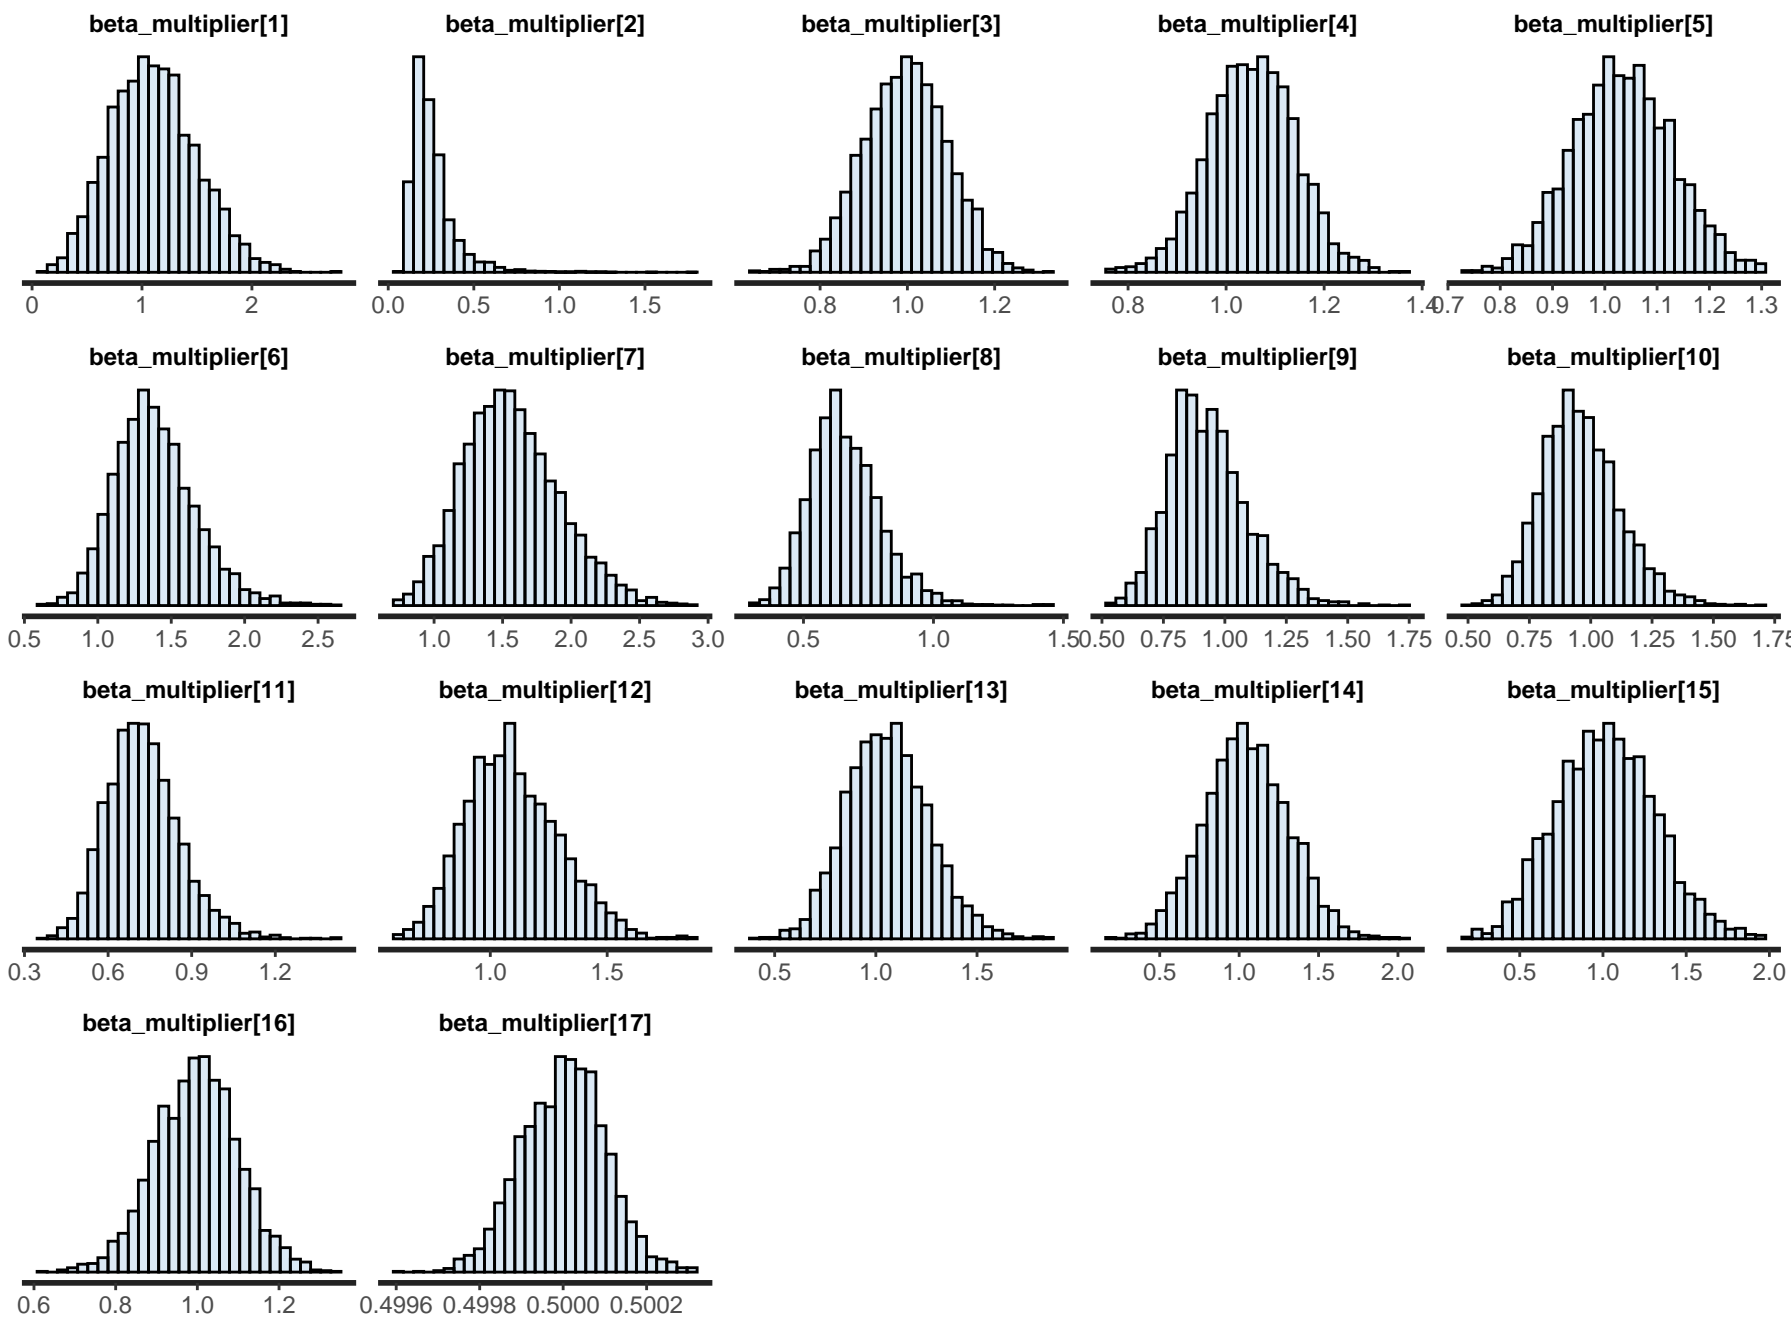 beta_multiplier[1] beta_multiplier[2] beta_multiplier[3] beta_multiplier[4] beta_multiplier[5]
0 1 2 0.0 0.5 1.0 1.5 0.8 1.0 1.2 0.8 1.0 1.2 1.4 0.7 0.8 0.9 1.0 1.1 1.2 1.3
beta_multiplier[6] beta_multiplier[7] beta_multiplier[8] beta_multiplier[9] beta_multiplier[10]
0.5 1.0 1.5 2.0 2.5 1.0 1.5 2.0 2.5 3.0 0.5 1.0 1.5 0.50 0.75 1.00 1.25 1.50 1.75 0.50 0.75 1.00 1.25 1.50 1.75
beta_multiplier[11] beta_multiplier[12] beta_multiplier[13] beta_multiplier[14] beta_multiplier[15]
0.3 0.6 0.9 1.2 1.0 1.5 0.5 1.0 1.5 0.5 1.0 1.5 2.0 0.5 1.0 1.5 2.0
beta_multiplier[16] beta_multiplier[17]
0.6 0.8 1.0 1.2 0.4996 0.4998 0.5000 0.5002